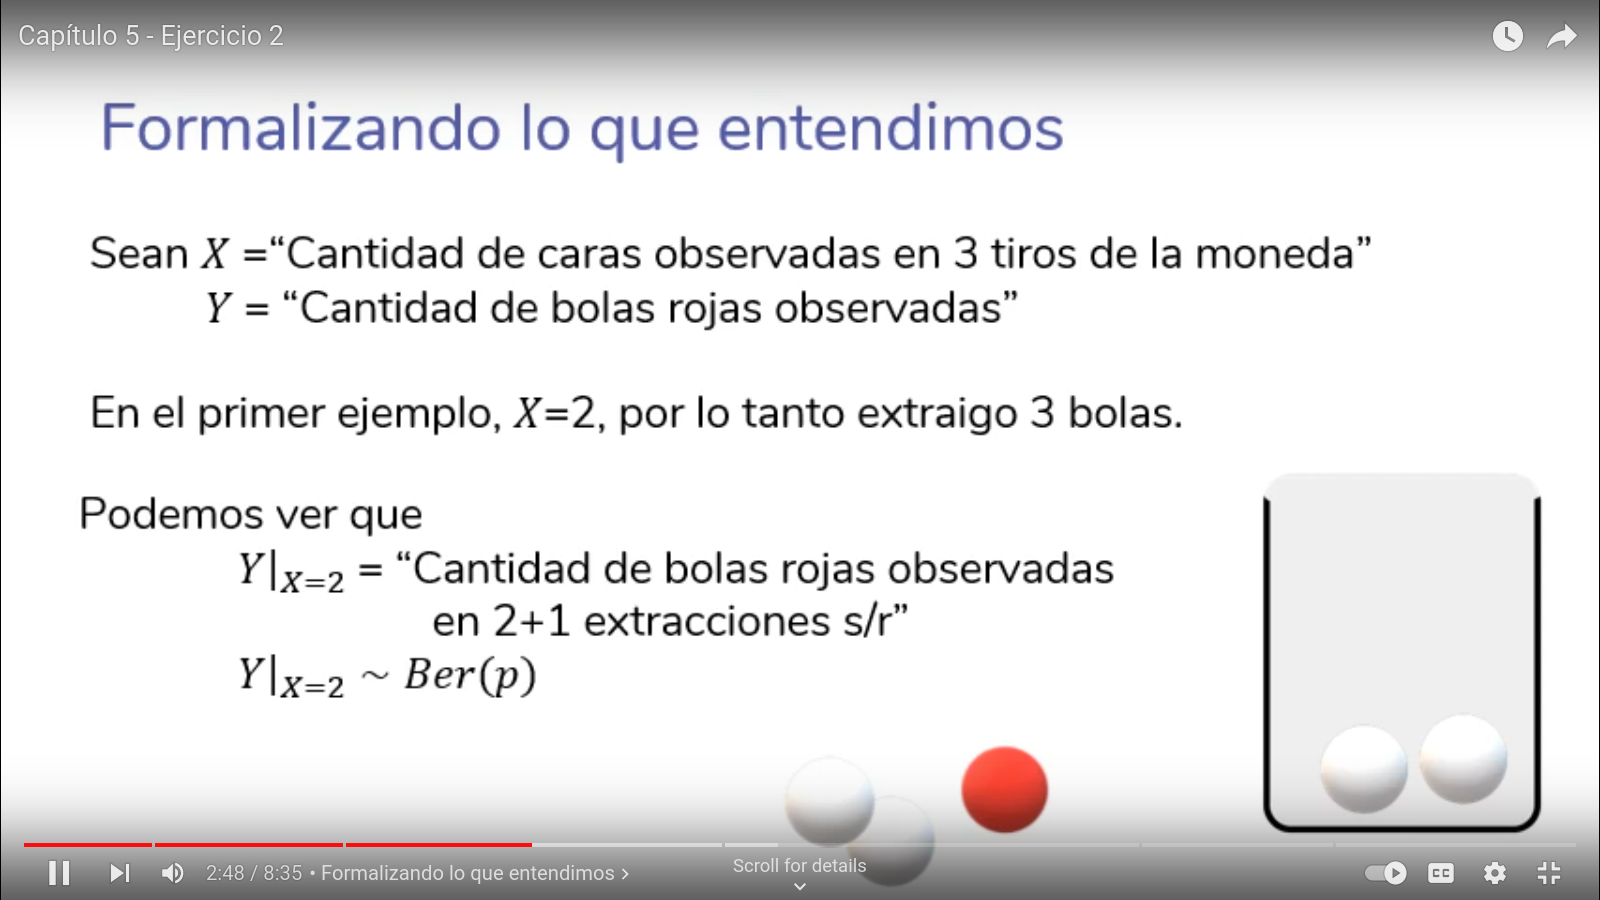 Capítulo 5 - Ejercicio 2
Formalizando lo que entendimos
Sean X =“Cantidad de caras observadas en 3 tiros de la moneda”
Y = “Cantidad de bolas rojas observadas”
En el primer ejemplo, X=2, por lo tanto extraigo 3 bolas.
Podemos ver que
Y|X=2 = “Cantidad de bolas rojas observadas
en 2+1 extracciones s/r”
Y|X=2 ~ Ber(p)
2:48 / 8:35 • Formalizando lo que entendimos
Scroll for details
CC